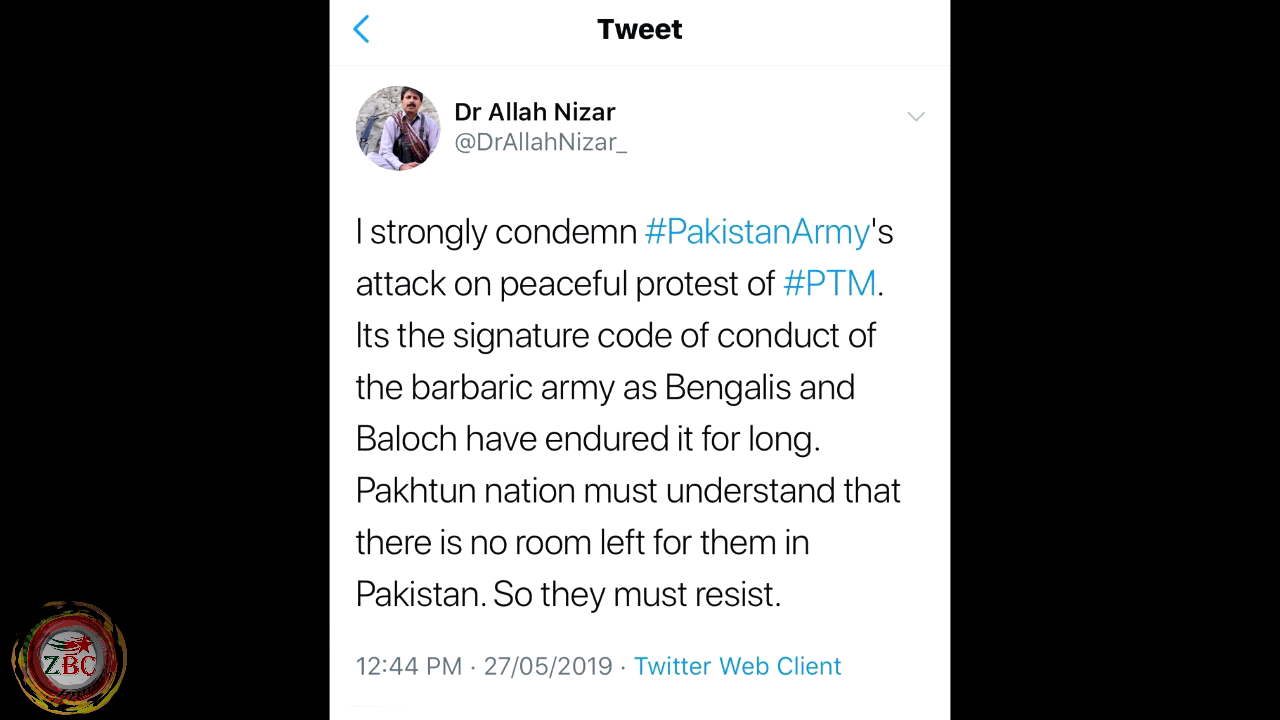 Tweet
Dr Allah Nizar
@DrAllahNizar_
I strongly condemn #PakistanArmy's
attack on peaceful protest of #PTM.
Its the signature code of conduct of
the barbaric army as Bengalis and
Baloch have endured it for long.
Pakhtun nation must understand that
there is no room left for them in
Pakistan. So they must resist.
12:44 PM · 27/05/2019 · Twitter Web Client
ZBC